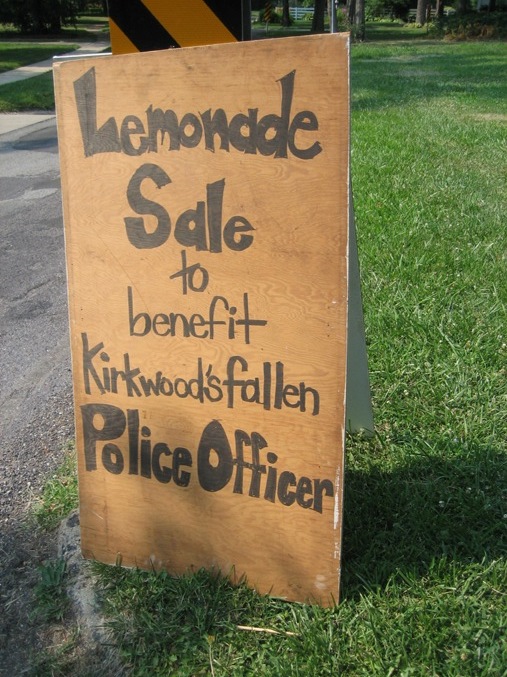 Lemonade
Sale
to
benefit
Kirkwood's fallen
Police Officer